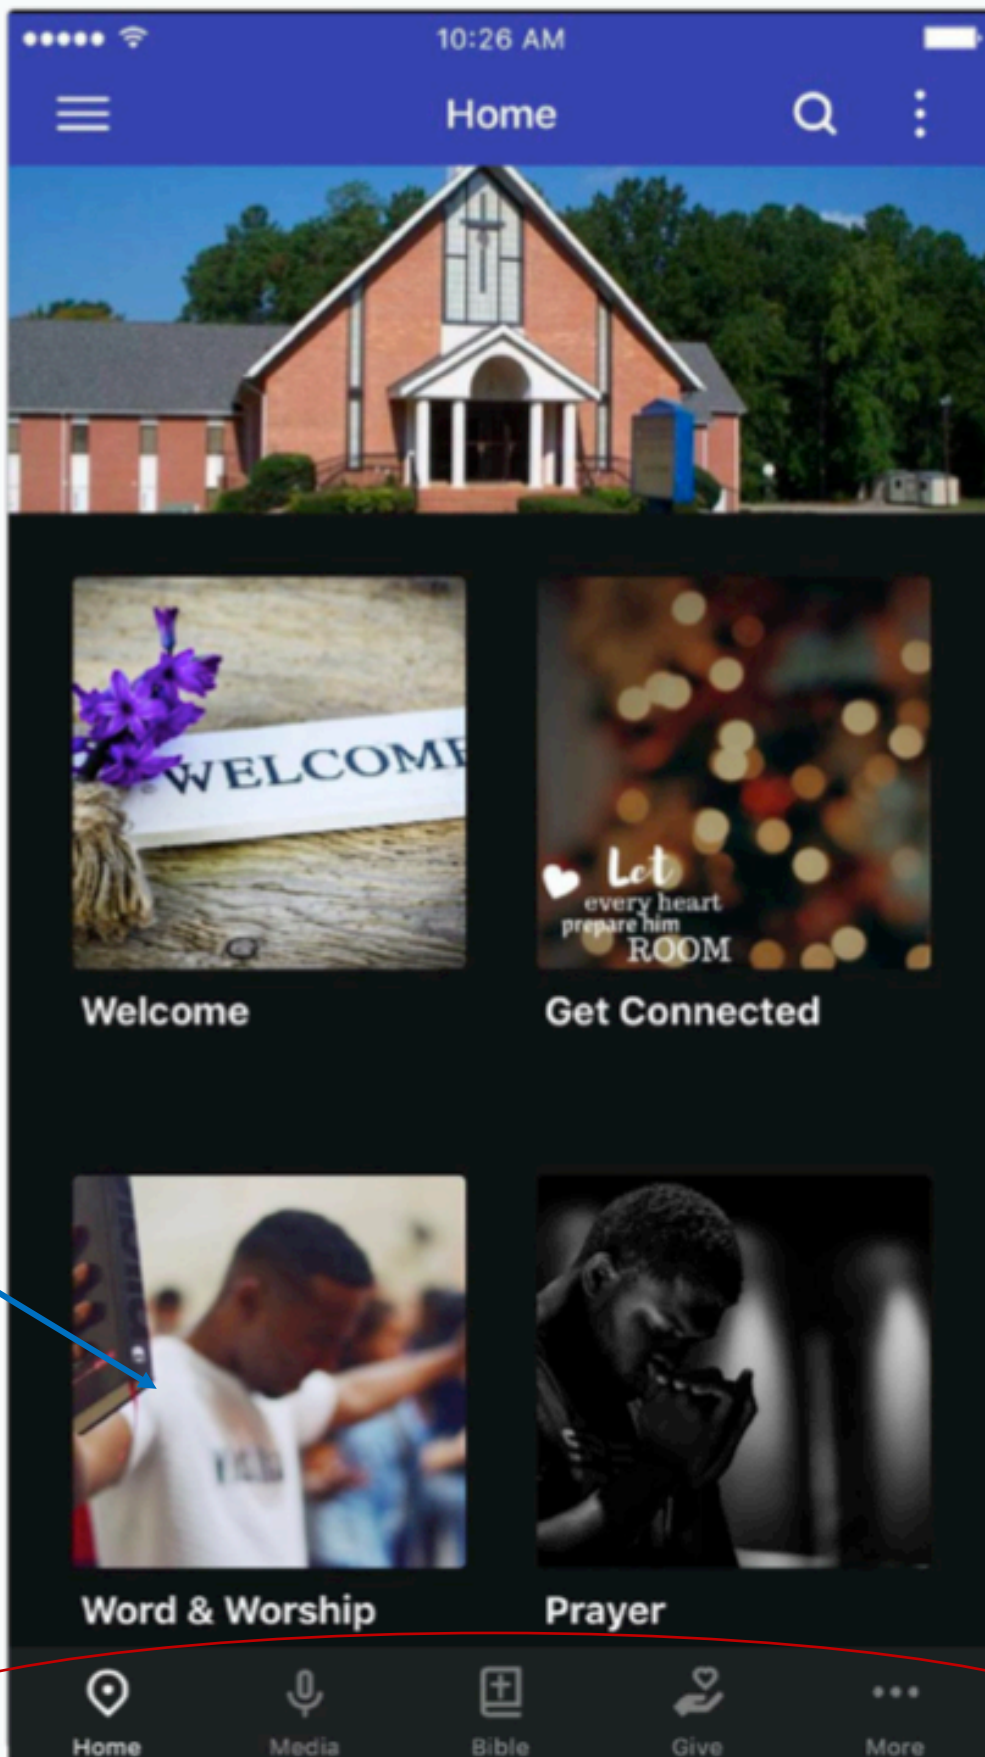 10:26 AM
Home
WELCOME
Let
every heart
prepare him
ROOM
Welcome
Get Connected
Word & Worship
Prayer
Home
Media
Bible
Give
More